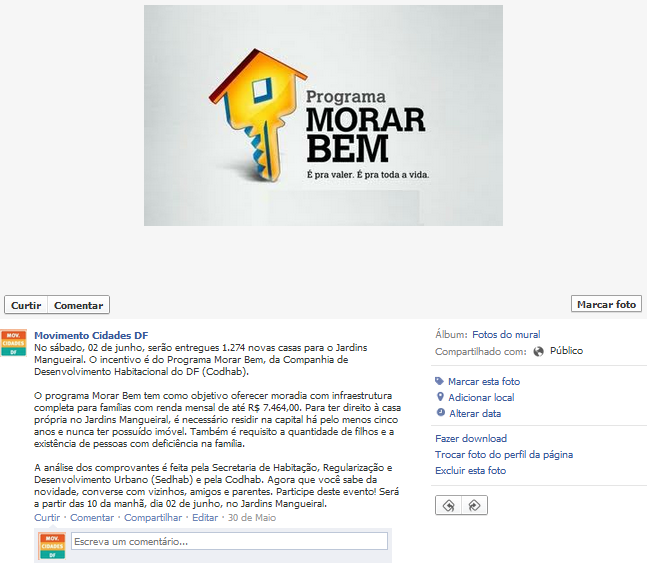 Programa
MORAR
BEM
É pra valer. É pra toda a vida.
Curtir Comentar
Marcar foto
MOV.
CIDADES
DF
Movimento Cidades DF
No sábado, 02 de junho, serão entregues 1.274 novas casas para o Jardins
Mangueiral. O incentivo é do Programa Morar Bem, da Companhia de
Desenvolvimento Habitacional do DF (Codhab).
O programa Morar Bem tem como objetivo oferecer moradia com infraestrutura
completa para famílias com renda mensal de até R$ 7.464,00. Para ter direito à casa
própria no Jardins Mangueiral, é necessário residir na capital há pelo menos cinco
anos e nunca ter possuído imóvel. Também é requisito a quantidade de filhos e a
existência de pessoas com deficiência na família.
A análise dos comprovantes é feita pela Secretaria de Habitação, Regularização e
Desenvolvimento Urbano (Sedhab) e pela Codhab. Agora que você sabe da
novidade, converse com vizinhos, amigos e parentes. Participe deste evento! Será
a partir das 10 da manhã, dia 02 de junho, no Jardins Mangueiral.
Curtir · Comentar · Compartilhar · Editar · 30 de Maio
MOV.
CIDADES
DF
Escreva um comentário...
Álbum: Fotos do mural
Compartilhado com: Público
Marcar esta foto
Adicionar local
Alterar data
Fazer download
Trocar foto do perfil da página
Excluir esta foto